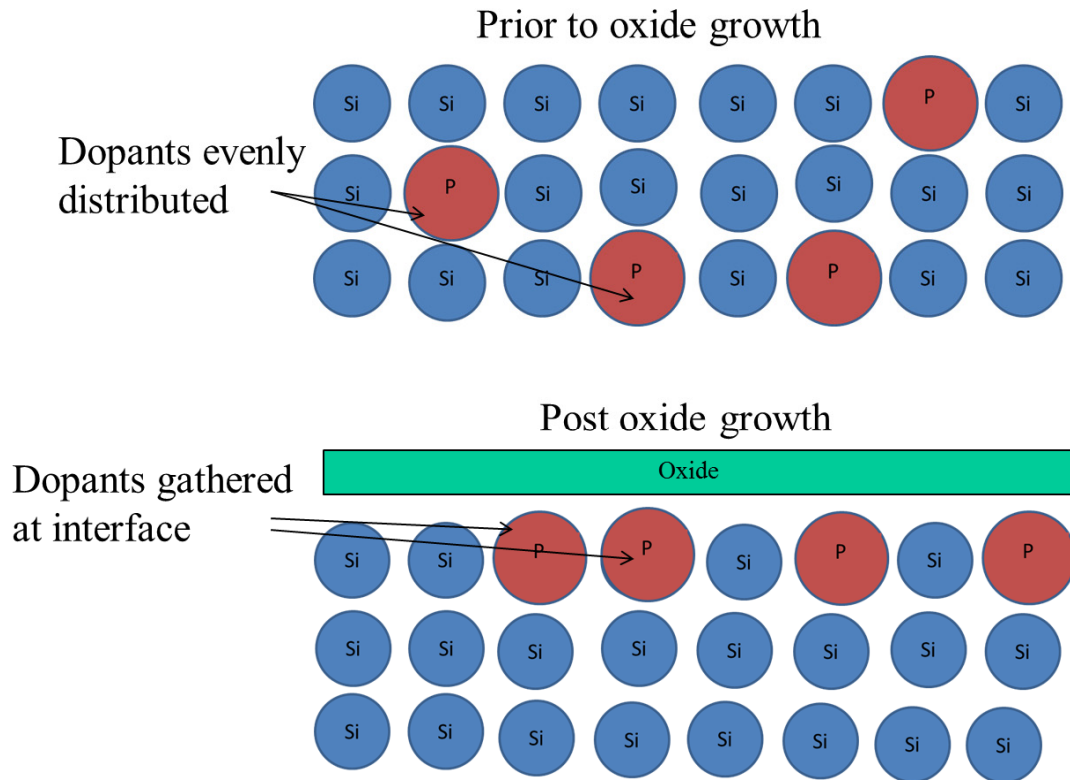 Prior to oxide growth
Si Si Si Si Si Si P Si
Dopants evenly
distributed
Si P Si Si Si Si Si Si
Si Si Si P Si P Si Si
Post oxide growth
Oxide
Dopants gathered
at interface
Si Si P P Si P Si P
Si Si Si Si Si Si Si Si
Si Si Si Si Si Si Si Si